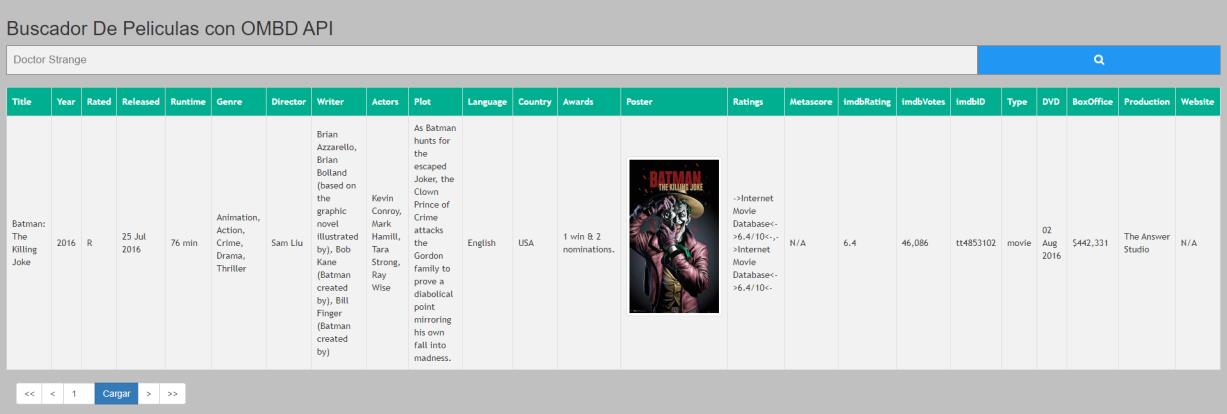 Buscador De Peliculas con OMBD API
Doctor Strange
Title Year Rated Released Runtime Genre Director Writer Actors Plot Language Country Awards Poster Ratings Metascore imdbRating imdbVotes imdbID Type DVD BoxOffice Production Website
Batman:
The
Killing
Joke
2016
R
25 Jul
2016
76 min
Animation,
Action,
Crime,
Drama,
Thriller
Sam Liu
Brian
Azzarello,
Brian
Bolland
(based on
the
graphic
novel
illustrated
by), Bob
Kane
(Batman
created
by), Bill
Finger
(Batman
created
by)
Kevin
Conroy,
Mark
Hamill,
Tara
Strong,
Ray
Wise
As Batman
hunts for
the
escaped
Joker, the
Clown
Prince of
Crime
attacks
the
Gordon
family to
prove a
diabolical
point
mirroring
his own
fall into
madness.
English
USA
1 win & 2
nominations.
BATMAN
THE KILLING JOKE
->Internet
Movie
Database<-
->6.4/10<-,-
>Internet
Movie
Database<-
->6.4/10<-
N/A
6.4
46,086
tt4853102
movie
02
Aug
2016
$442,331
The Answer
Studio
N/A
<< < 1 Cargar > >>